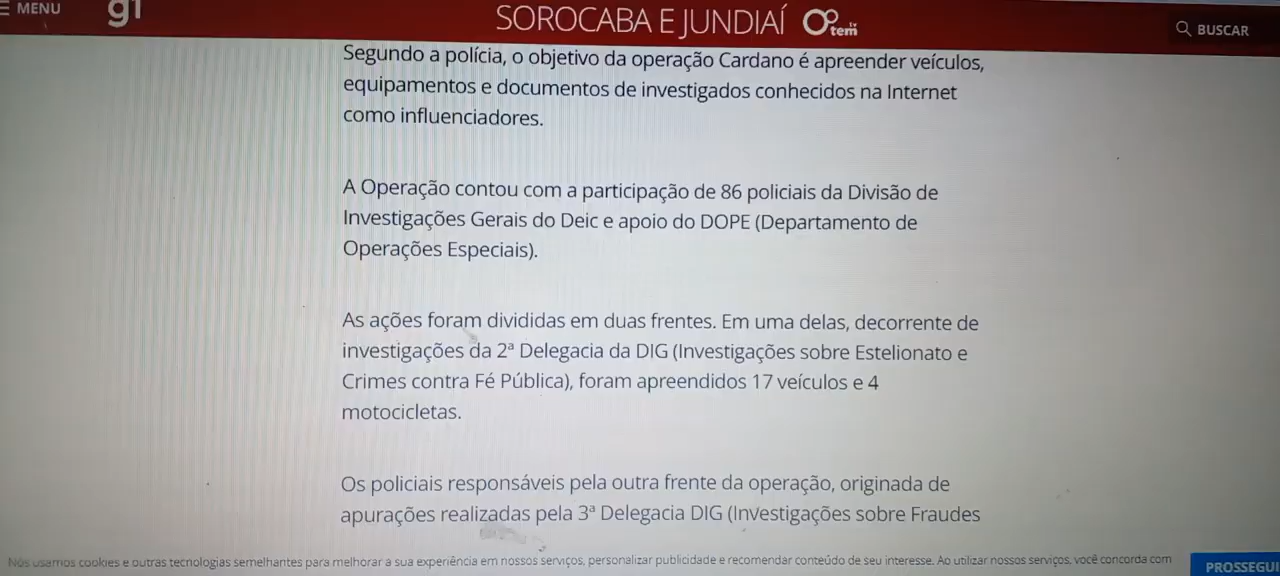 MENU
g1
SOROCABA E JUNDIAÍ
tv
tem
BUSCAR
Segundo a polícia, o objetivo da operação Cardano é apreender veículos,
equipamentos e documentos de investigados conhecidos na Internet
como influenciadores.
A Operação contou com a participação de 86 policiais da Divisão de
Investigações Gerais do Deic e apoio do DOPE (Departamento de
Operações Especiais).
As ações foram divididas em duas frentes. Em uma delas, decorrente de
investigações da 2ª Delegacia da DIG (Investigações sobre Estelionato e
Crimes contra Fé Pública), foram apreendidos 17 veículos e 4
motocicletas.
Os policiais responsáveis pela outra frente da operação, originada de
apurações realizadas pela 3ª Delegacia DIG (Investigações sobre Fraudes
Nós usamos cookies e outras tecnologias semelhantes para melhorar a sua experiência em nossos serviços, personalizar publicidade e recomendar conteúdo de seu interesse. Ao utilizar nossos serviços, você concorda com
PROSSEGUI